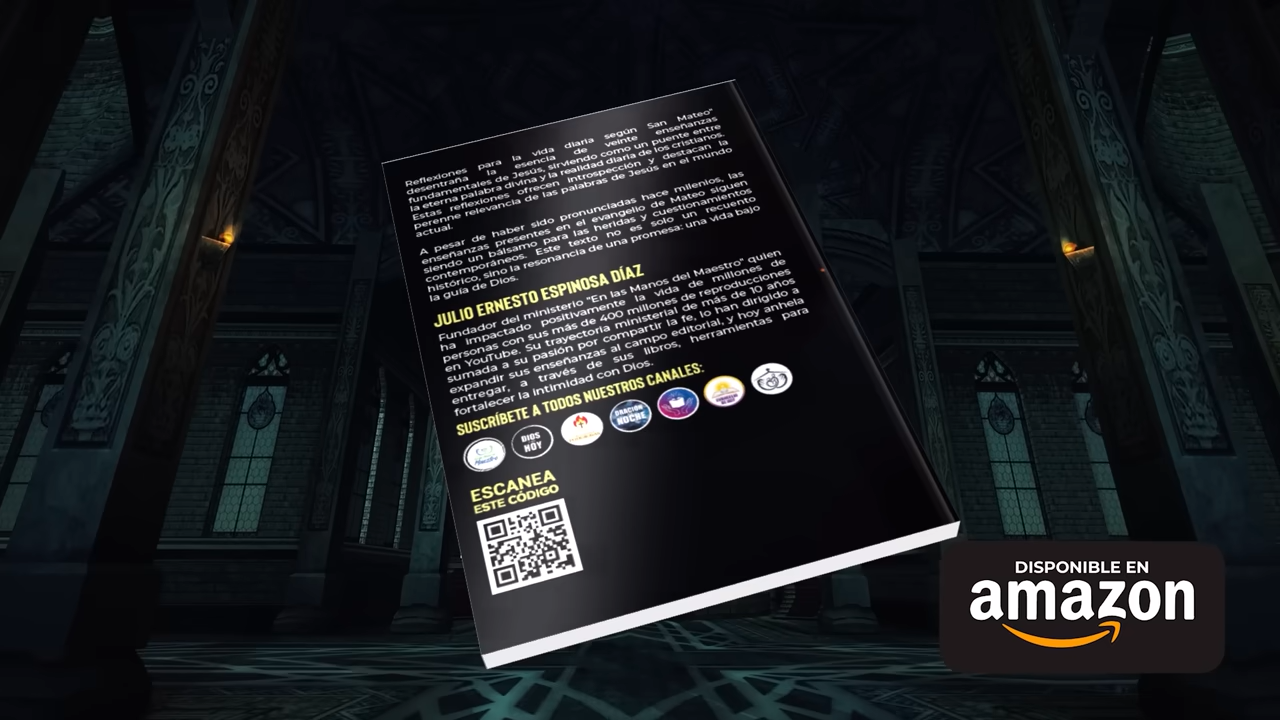 Reflexiones para la vida diaria según San Mateo"
desentraña la esencia de veinte enseñanzas
fundamentales de Jesús, sirviendo como un puente entre
la eterna palabra divina y la realidad diaria de los cristianos.
Estas reflexiones ofrecen introspección y destacan la
perenne relevancia de las palabras de Jesús en el mundo
actual.
A pesar de haber sido pronunciadas hace milenios, las
enseñanzas presentes en el evangelio de Mateo siguen
siendo un bálsamo para las heridas y cuestionamientos
contemporáneos. Este texto no es solo un recuento
histórico, sino la resonancia de una promesa: una vida bajo
la guía de Dios.
JULIO ERNESTO ESPINOSA DÍAZ
Fundador del ministerio "En las Manos del Maestro" quien
ha impactado positivamente la vida de millones de
personas con sus más de 400 millones de reproducciones
en YouTube. Su trayectoria ministerial de más de 10 años
sumada a su pasión por compartir la fe, lo han dirigido a
expandir sus enseñanzas al campo editorial, y hoy anhela
entregar, a través de sus libros, herramientas para
fortalecer la intimidad con Dios.
SUSCRÍBETE A TODOS NUESTROS CANALES:
Maestro
DIOS
HOY
ORACIÓN
NOCHE
ESCANEA
ESTE CÓDIGO
DISPONIBLE EN
amazon